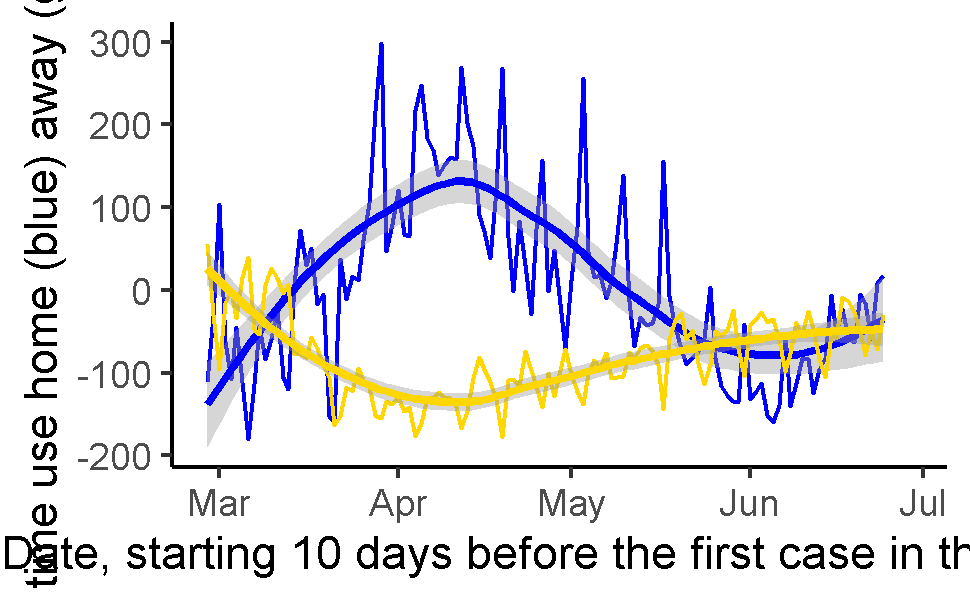 time use home (blue) away (
300
200
100
0
-100
-200
Mar Apr May Jun Jul
Date, starting 10 days before the first case in th